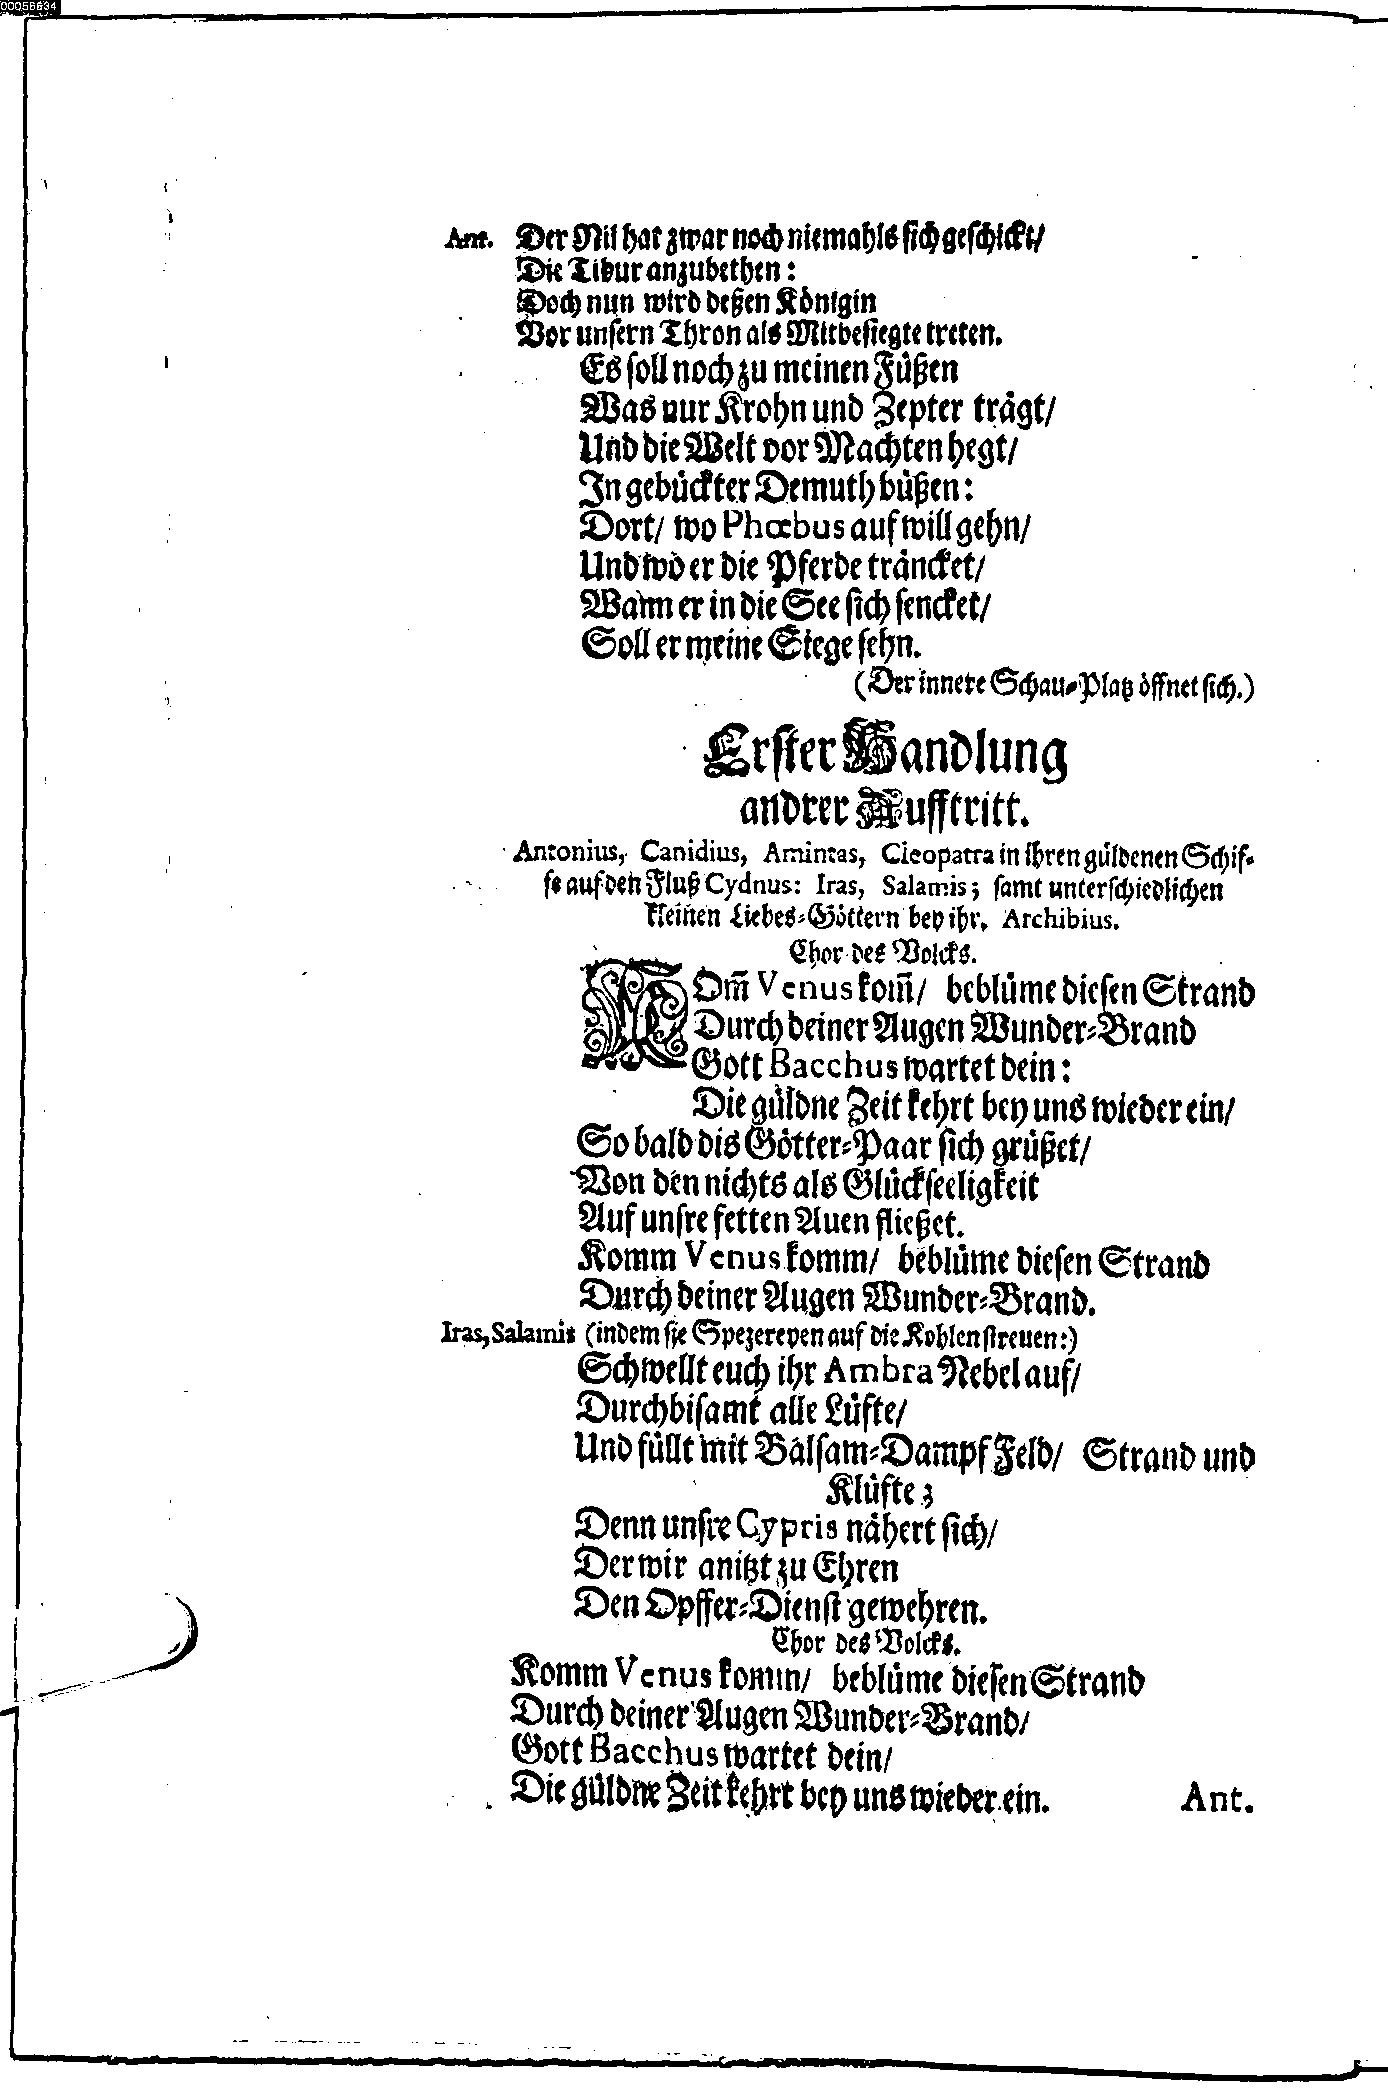 00056634
Ant. Der Nil hat zwar noch niemahls sich geschickt/
Die Tibur anzubethen:
Doch nun wird deßen Königin
Vor unsern Thron als Mitbesiegte treten.
Es soll noch zu meinen Füßen
Was nur Krohn und Zepter trägt/
Und die Welt vor Machten hegt/
In gebückter Demuth büßen:
Dort/ wo Phœbus auf will gehn/
Und wo er die Pferde träncket/
Wann er in die See sich sencket/
Soll er meine Siege sehn.
(Der innere Schau-Platz öffnet sich.)
Erster Handlung
andrer Aufftritt.
Antonius, Canidius, Amintas, Cleopatra in ihren güldenen Schif-
fe auf den Fluß Cydnus: Iras, Salamis; samt unterschiedlichen
kleinen Liebes-Göttern bey ihr. Archibius.
Chor des Volcks.
KOm̃ Venus kom̃/ beblüme diesen Strand
Durch deiner Augen Wunder-Brand
Gott Bacchus wartet dein:
Die güldne Zeit kehrt bey uns wieder ein/
So bald dis Götter-Paar sich grüßet/
Von den nichts als Glückseeligkeit
Auf unsre fetten Auen fließet.
Komm Venus komm/ beblüme diesen Strand
Durch deiner Augen Wunder-Brand.
Iras, Salamis (indem sie Spezereyen auf die Kohlen streuen:)
Schwellt euch ihr Ambra Nebel auf/
Durchbisamt alle Lüfte/
Und füllt mit Balsam-Dampf Feld/ Strand und
Klüfte;
Denn unsre Cypris nähert sich/
Der wir anitzt zu Ehren
Den Opffer-Dienst gewehren.
Chor des Volcks.
Komm Venus komm/ beblüme diesen Strand
Durch deiner Augen Wunder-Brand/
Gott Bacchus wartet dein/
Die güldne Zeit kehrt bey uns wieder ein.
Ant.